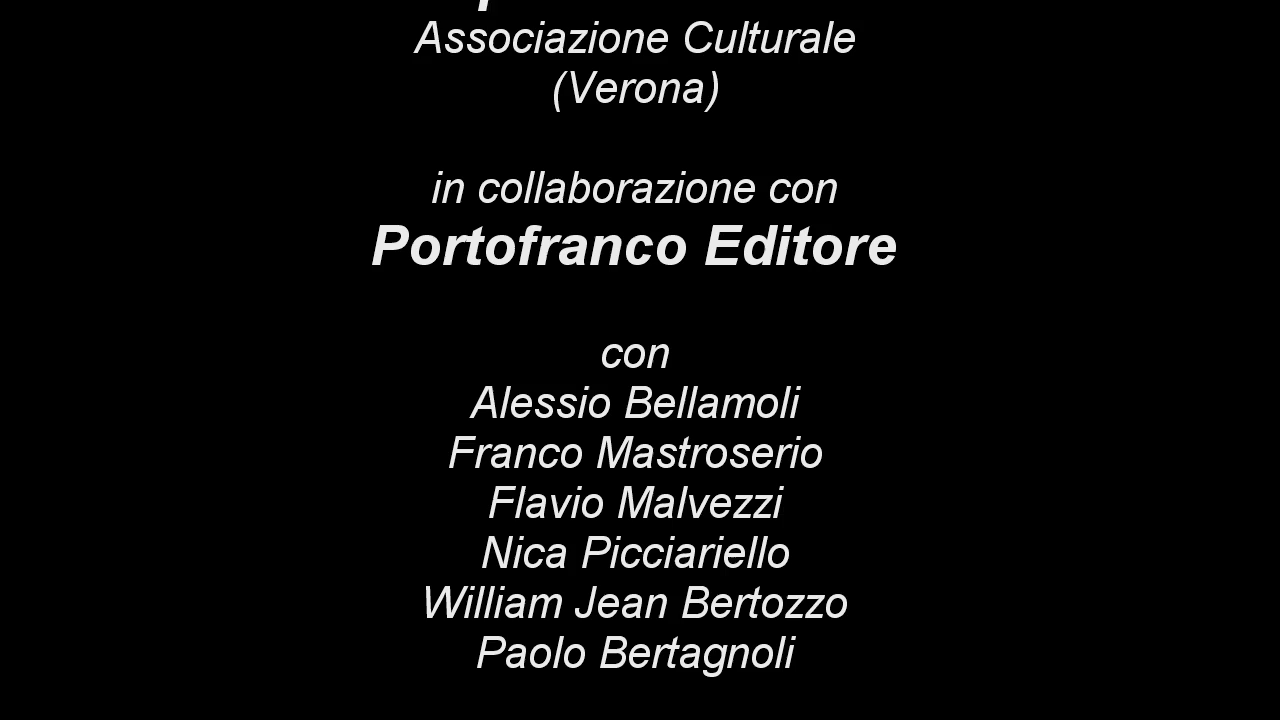 Associazione Culturale
(Verona)
in collaborazione con
Portofranco Editore
con
Alessio Bellamoli
Franco Mastroserio
Flavio Malvezzi
Nica Picciariello
William Jean Bertozzo
Paolo Bertagnoli